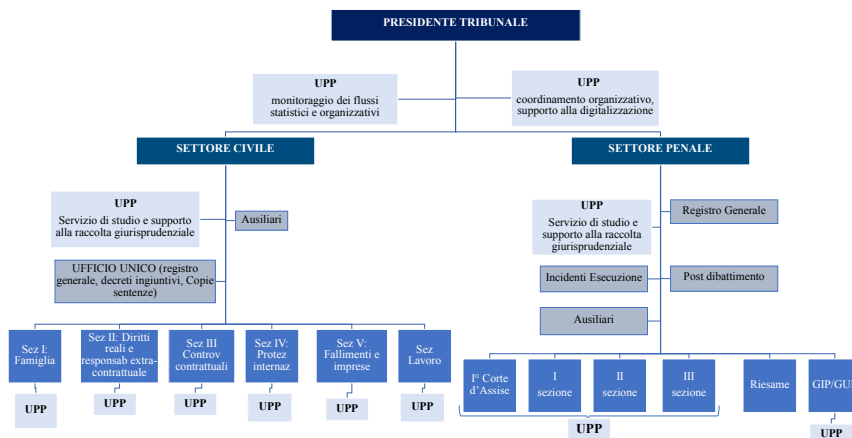 PRESIDENTE TRIBUNALE
UPP
monitoraggio dei flussi
statistici e organizzativi
UPP
coordinamento organizzativo,
supporto alla digitalizzazione
SETTORE CIVILE
SETTORE PENALE
UPP
Servizio di studio e supporto
alla raccolta giurisprudenziale
Ausiliari
UFFICIO UNICO (registro
generale, decreti ingiuntivi, Copie
sentenze)
UPP
Servizio di studio e
supporto alla raccolta
giurisprudenziale
Registro Generale
Incidenti Esecuzione
Post dibattimento
Ausiliari
Sez I:
Famiglia
Sez II: Diritti
reali e
responsab extra-
contrattuale
Sez III
Controv
contrattuali
Sez IV:
Protez
internaz
Sez V:
Fallimenti e
imprese
Sez
Lavoro
UPP
UPP
UPP
UPP
UPP
UPP
I° Corte
d'Assise
I
sezione
II
sezione
III
sezione
Riesame
GIP/GUP
UPP
UPP